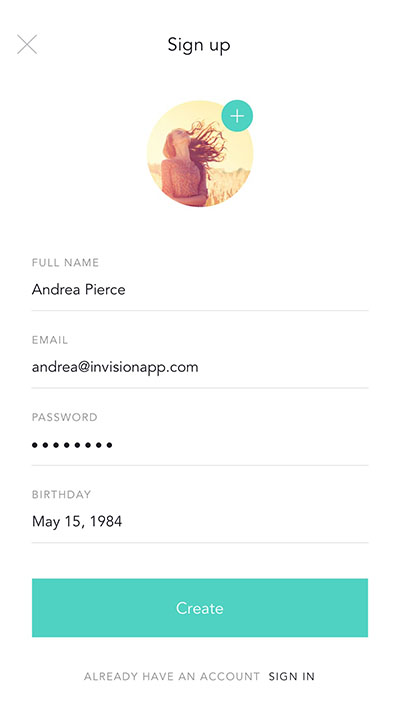 Sign up
FULL NAME
Andrea Pierce
EMAIL
andrea@invisionapp.com
PASSWORD
••••••••
BIRTHDAY
May 15, 1984
Create
ALREADY HAVE AN ACCOUNT SIGN IN